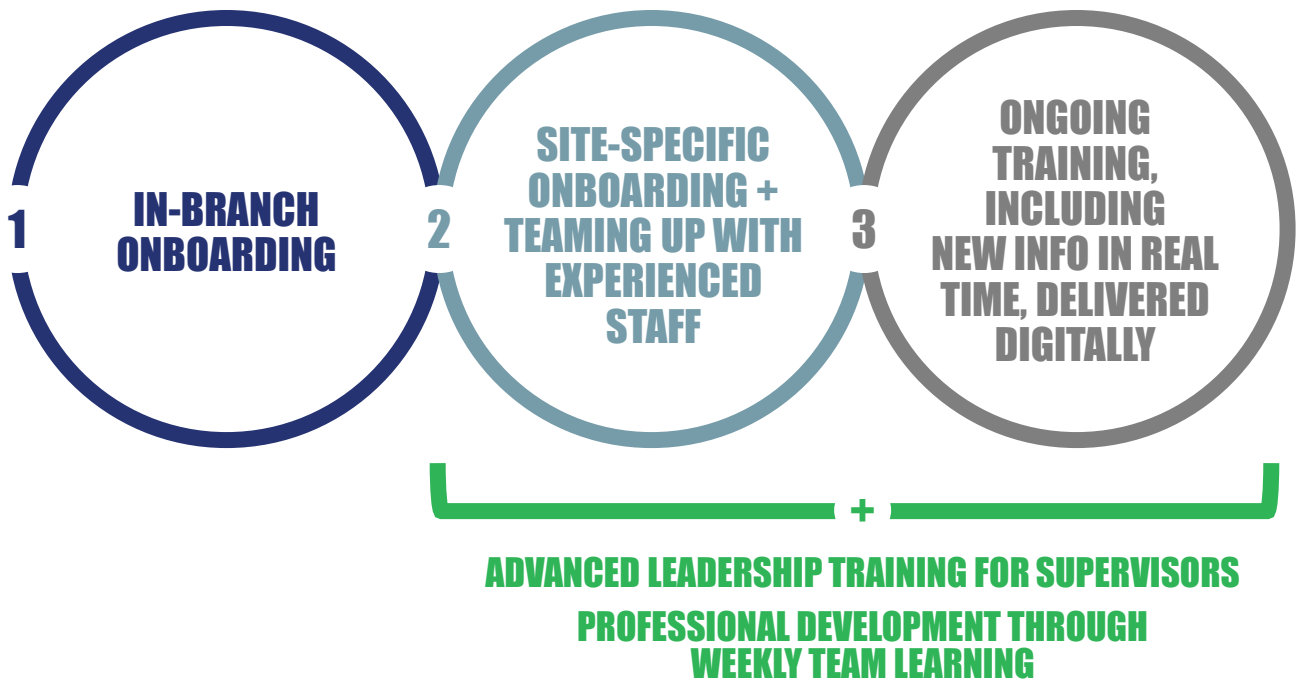 1
IN-BRANCH
ONBOARDING
2
SITE-SPECIFIC
ONBOARDING +
TEAMING UP WITH
EXPERIENCED
STAFF
3
ONGOING
TRAINING,
INCLUDING
NEW INFO IN REAL
TIME, DELIVERED
DIGITALLY
+
ADVANCED LEADERSHIP TRAINING FOR SUPERVISORS
PROFESSIONAL DEVELOPMENT THROUGH
WEEKLY TEAM LEARNING